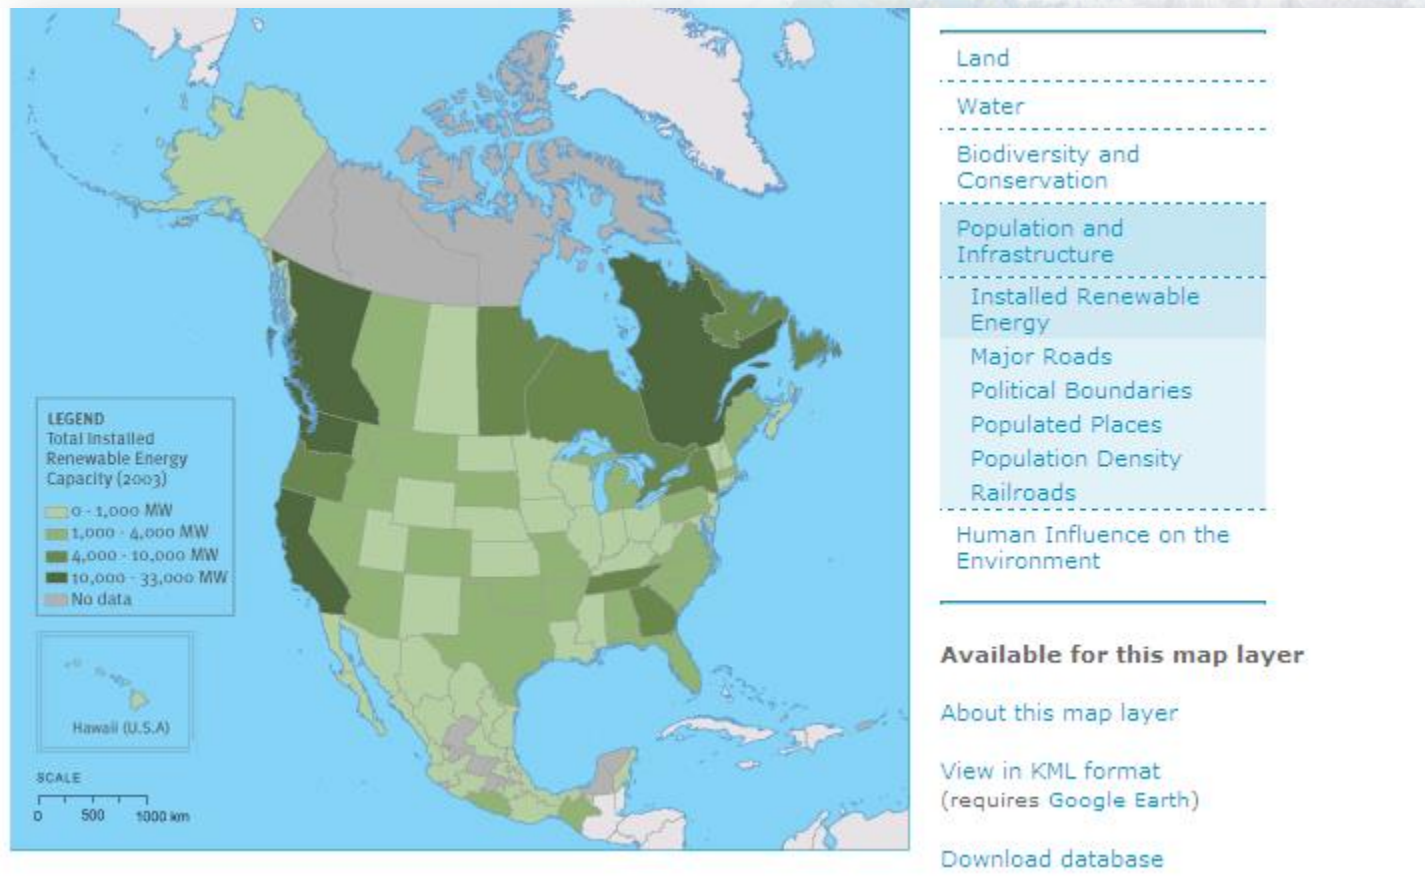 LEGEND
Total Installed
Renewable Energy
Capacity (2003)
0 - 1,000 MW
1,000 - 4,000 MW
4,000 - 10,000 MW
10,000 - 33,000 MW
No data
Hawaii (U.S.A)
SCALE
0 500 1000 km
Land
Water
Biodiversity and
Conservation
Population and
Infrastructure
Installed Renewable
Energy
Major Roads
Political Boundaries
Populated Places
Population Density
Railroads
Human Influence on the
Environment
Available for this map layer
About this map layer
View in KML format
(requires Google Earth)
Download database